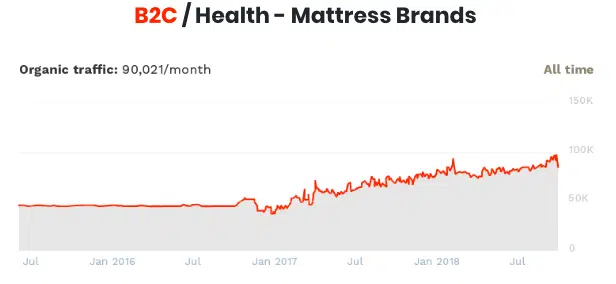 B2C / Health - Mattress Brands
Organic traffic: 90,021/month All time
150K
100K
50K
0
Jul Jan 2016 Jul Jan 2017 Jul Jan 2018 Jul